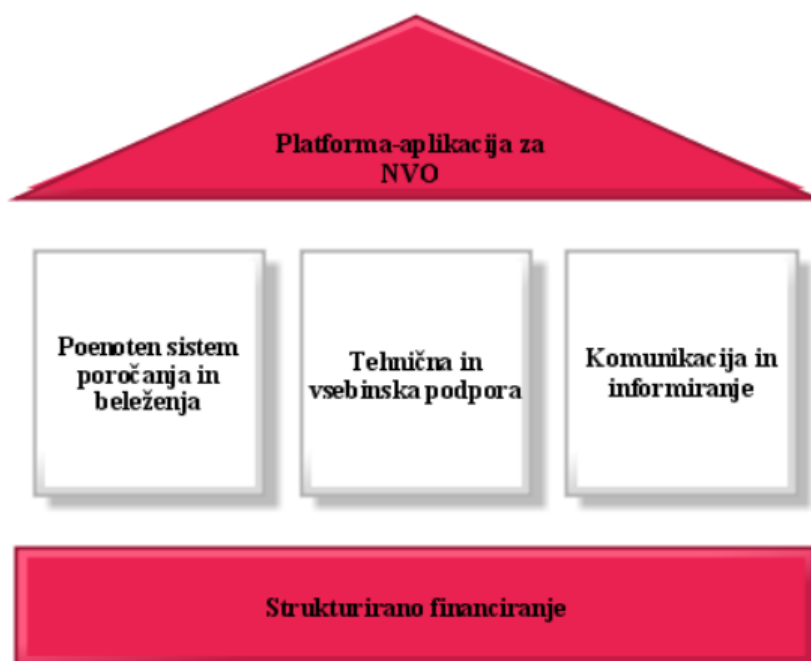 Platforma-aplikacija za
NVO
Poenoten sistem
poročanja in
beleženja
Tehnična in
vsebinska podpora
Komunikacija in
informiranje
Strukturirano financiranje